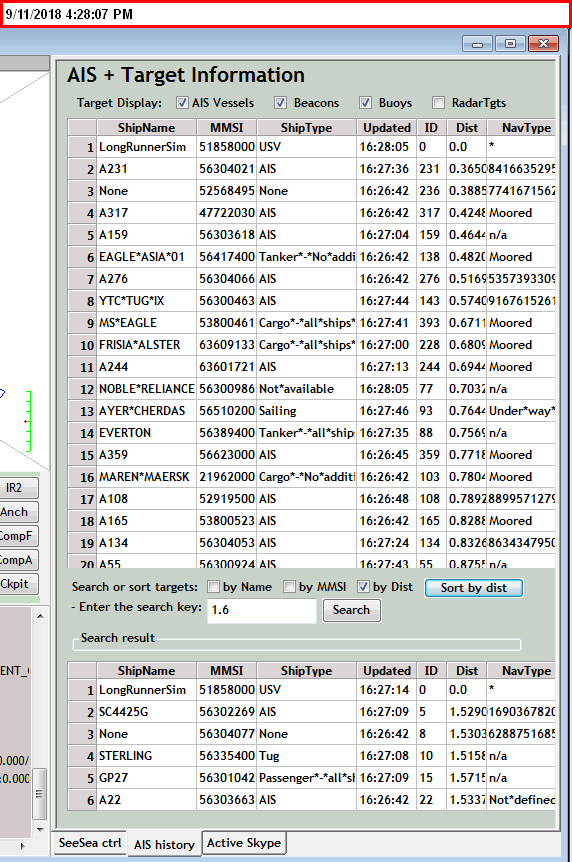 9/11/2018 4:28:07 PM
AIS + Target Information
Target Display: AIS Vessels Beacons Buoys RadarTgts
ShipName MMSI ShipType Updated ID Dist NavType
1 LongRunnerSim 51858000 USV 16:28:05 0 0.0 *
2 A231 56304021 AIS 16:27:36 231 0.3650 8416635295
3 None 52568495 None 16:26:42 236 0.3885 7741671562
4 A317 47722030 AIS 16:26:42 317 0.4248 Moored
5 A159 56303618 AIS 16:27:04 159 0.4644 n/a
6 EAGLE*ASIA*01 56417400 Tanker*-*No*addi 16:26:42 138 0.4820 Moored
7 A276 56304066 AIS 16:26:42 276 0.5169 5357393309
8 YTC*TUG*IX 56300463 AIS 16:27:44 143 0.5740 9167615261
9 MS*EAGLE 53800461 Cargo*-*all*ships* 16:27:41 393 0.6711 Moored
10 FRISIA*ALSTER 63609133 Cargo*-*all*ships* 16:27:00 228 0.6809 Moored
11 A244 63601721 AIS 16:27:13 244 0.6944 Moored
12 NOBLE*RELIANCE 56300986 Not*available 16:28:05 77 0.7032 n/a
13 AYER*CHERDAS 56510200 Sailing 16:27:46 93 0.7644 Under*way*
14 EVERTON 56389400 Tanker*-*all*ship 16:27:35 88 0.7569 n/a
15 A359 56623000 AIS 16:26:45 359 0.7718 Moored
16 MAREN*MAERSK 21962000 Cargo*-*No*additi 16:26:42 103 0.7804 Moored
17 A108 52919500 AIS 16:26:48 108 0.7892 8899571279
18 A165 53800523 AIS 16:26:42 165 0.8288 Moored
19 A134 56304053 AIS 16:27:24 134 0.8326 8634347950
20 A55 56300924 AIS 16:27:43 55 0.8755 n/a
IR2
Anch
CompF
CompA
Ckpit
Search or sort targets: by Name by MMSI by Dist Sort by dist
- Enter the search key: 1.6 Search
Search result
ENT_
0.000/
0.000
ShipName MMSI ShipType Updated ID Dist NavType
1 LongRunnerSim 51858000 USV 16:27:14 0 0.0 *
2 SC4425G 56302269 AIS 16:27:09 5 1.5290 1690367820
3 None 56304077 None 16:26:42 8 1.5303 6288751685
4 STERLING 56335400 Tug 16:27:08 10 1.5158 n/a
5 GP27 56301042 Passenger*-*all*sh 16:27:09 15 1.5715 n/a
6 A22 56303663 AIS 16:26:42 22 1.5337 Not*defined
SeeSea ctrl AIS history Active Skype